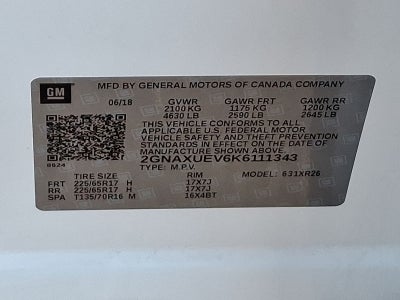 GM
MFD BY GENERAL MOTORS OF CANADA COMPANY
06/18 GVWR GAWR FRT GAWR RR
2100 KG 1175 KG 1200 KG
4630 LB 2590 LB 2645 LB
THIS VEHICLE CONFORMS TO ALL
APPLICABLE U.S. FEDERAL MOTOR
VEHICLE SAFETY AND THEFT PREVENTION
STANDARDS IN EFFECT ON THE DATE OF
MANUFACTURE SHOWN ABOVE.
2GNAXUEV6K6111343
0624 TYPE: M.P.V. MODEL: 631XR26
TIRE SIZE RIM
FRT 225/65R17 H 17X7J
RR 225/65R17 H 17X7J
SPA T135/70R16 M 16X4BT